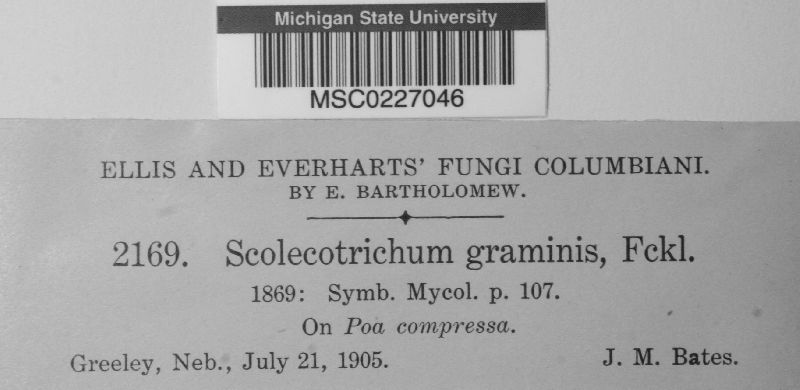 Michigan State University
MSC0227046
ELLIS AND EVERHARTS' FUNGI COLUMBIANI.
BY E. BARTHOLOMEW.
2169. Scolecotrichum graminis, Fckl.
1869: Symb. Mycol. p. 107.
On Poa compressa.
Greeley, Neb., July 21, 1905. J. M. Bates.